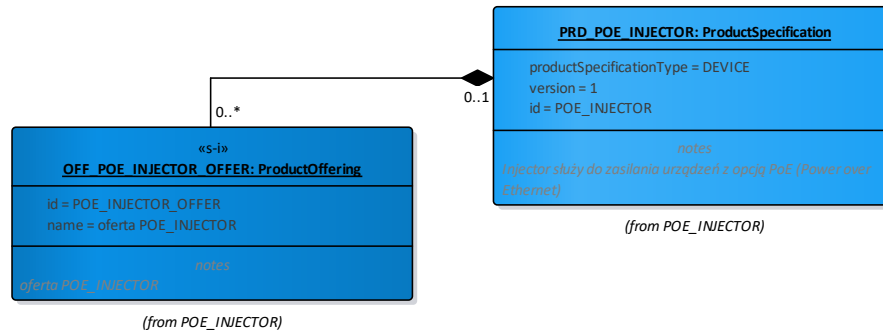 PRD_POE_INJECTOR: ProductSpecification
productSpecificationType = DEVICE
version = 1
id = POE_INJECTOR
notes
Injector służy do zasilania urządzeń z opcją PoE (Power over
Ethernet)
(from POE_INJECTOR)
0..1
0..*
«s-i»
OFF_POE_INJECTOR_OFFER: ProductOffering
id = POE_INJECTOR_OFFER
name = oferta POE_INJECTOR
notes
oferta POE_INJECTOR
(from POE_INJECTOR)